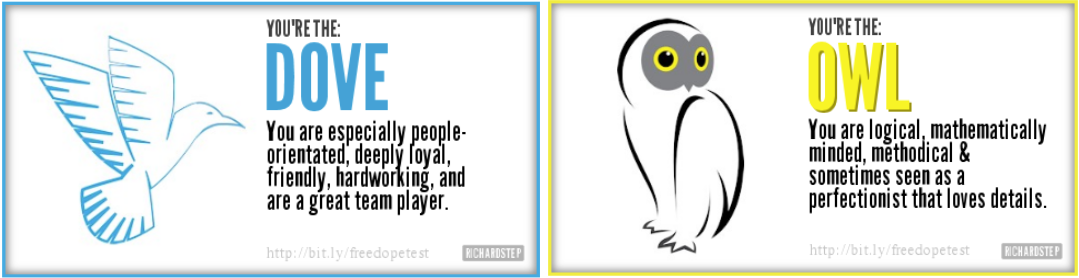 YOU'RE THE:
DOVE
You are especially people-
orientated, deeply loyal,
friendly, hardworking, and
are a great team player.
http://bit.ly/freedopetest
RICHARDSTEP
YOU'RE THE:
OWL
You are logical, mathematically
minded, methodical &
sometimes seen as a
perfectionist that loves details.
http://bit.ly/freedopetest
RICHARDSTEP